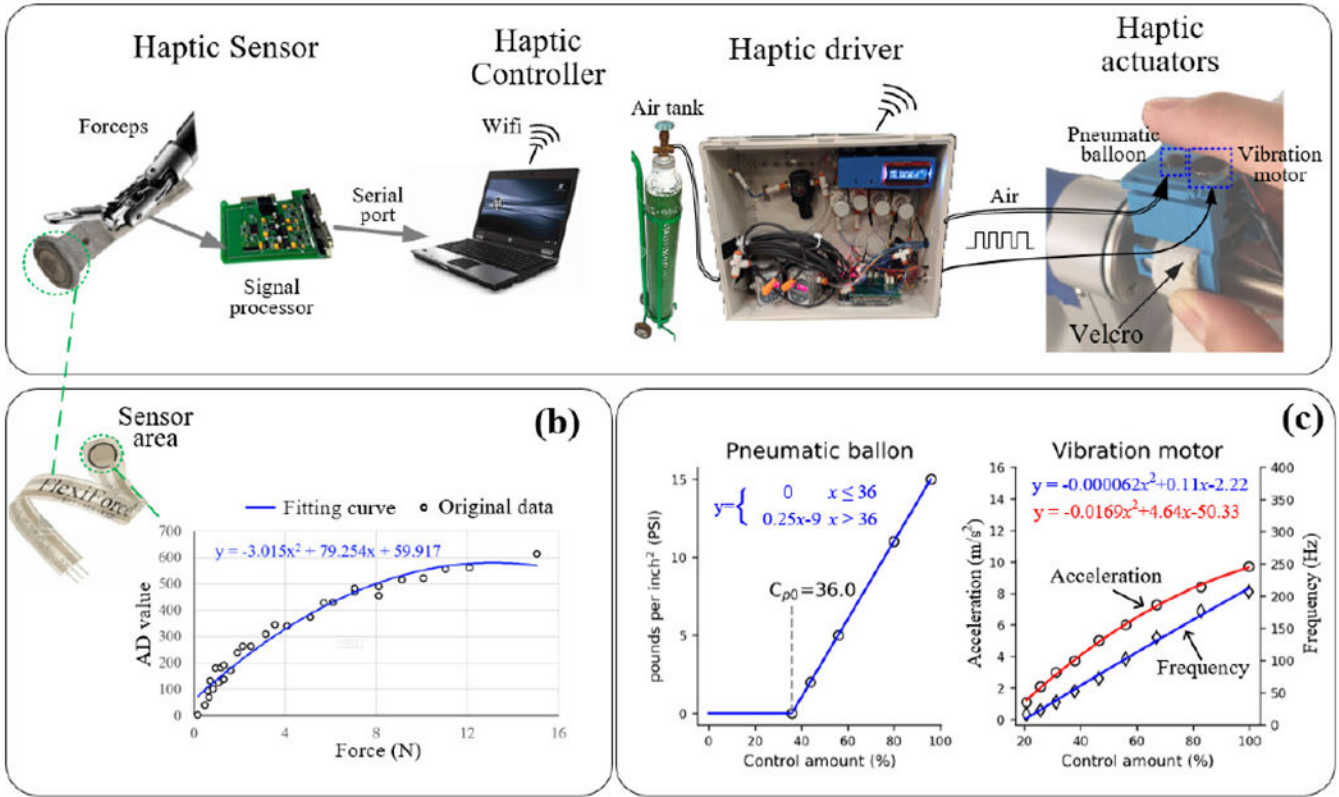 Haptic Sensor
Haptic
Controller
Haptic driver
Haptic
actuators
Forceps
Signal
processor
Serial
port
Wifi
Air tank
Air
Pneumatic
balloon
Vibration
motor
Velcro
(b)
Sensor
area
FlexiForce
Fitting curve
Original data
y = -3.015x² + 79.254x + 59.917
AD value
700
600
500
400
300
200
100
0
0 4 8 12 16
Force (N)
(c)
Pneumatic ballon
y={ 0 x ≤ 36
0.25x-9 x > 36
Cp0=36.0
pounds per inch² (PSI)
15
10
5
0
0 20 40 60 80 100
Control amount (%)
Vibration motor
y = -0.000062x²+0.11x-2.22
y = -0.0169x²+4.64x-50.33
Acceleration
Frequency
Acceleration (m/s²)
16
14
12
10
8
6
4
2
0
Frequency (Hz)
400
350
300
250
200
150
100
50
0
20 30 40 50 60 70 80 90 100
Control amount (%)